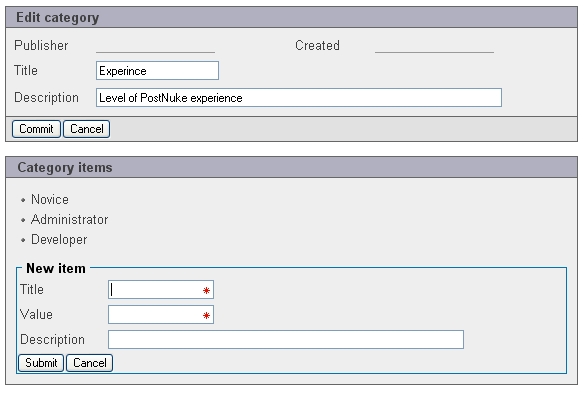 Edit category
Publisher Created
Title Experince
Description Level of PostNuke experience
Commit Cancel
Category items
• Novice
• Administrator
• Developer
New item
Title *
Value *
Description
Submit Cancel